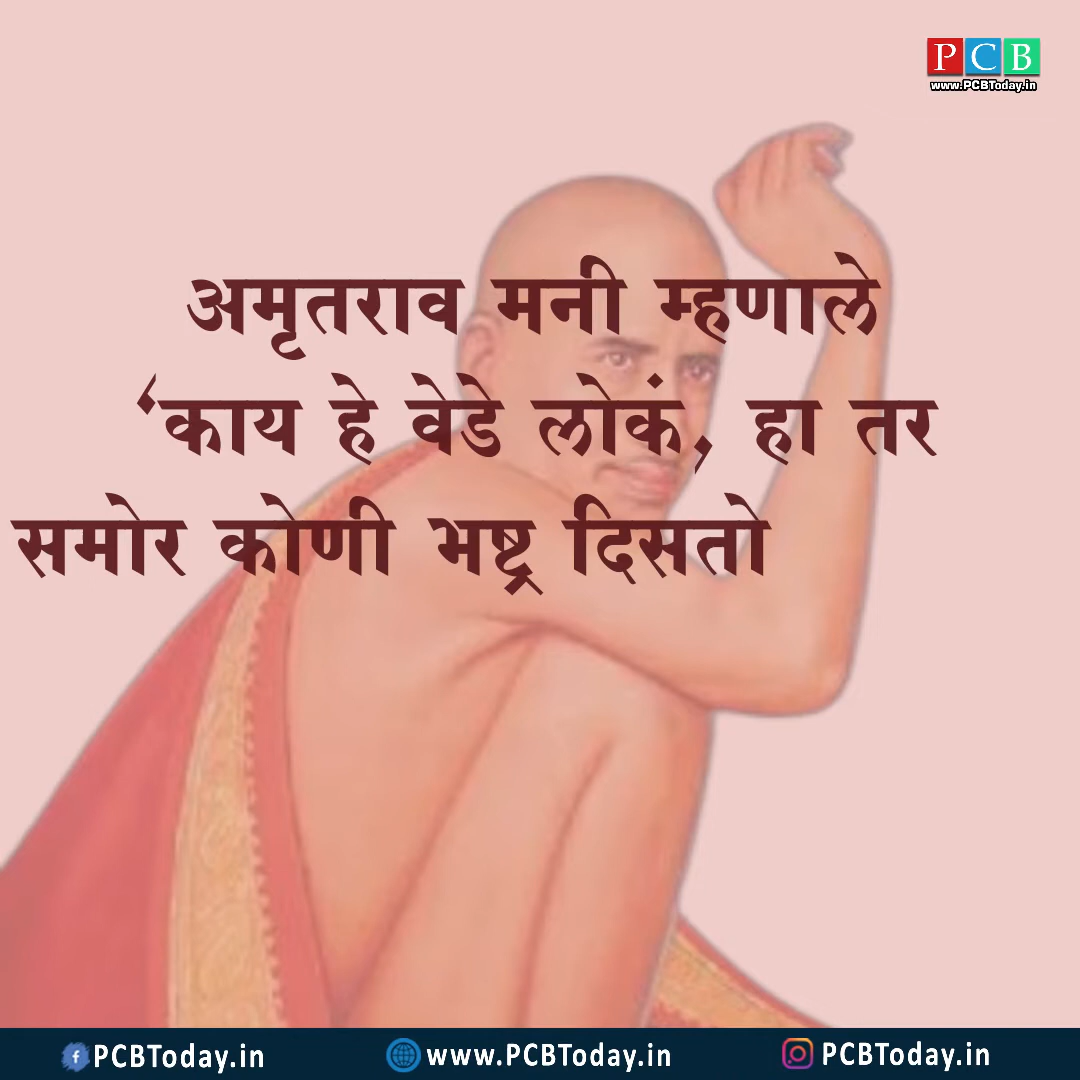 PCB
www.PCBToday.in
अमृतराव मनी म्हणाले
‘काय हे वेडे लोकं, हा तर
समोर कोणी भष्ट्र दिसतो
PCBToday.in www.PCBToday.in PCBToday.in